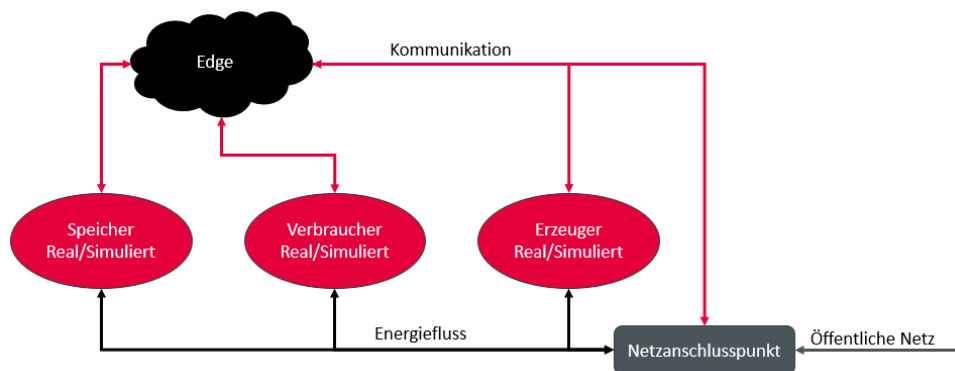 Kommunikation
Edge
Speicher
Real/Simuliert
Verbraucher
Real/Simuliert
Erzeuger
Real/Simuliert
Energiefluss
Öffentliche Netz
Netzanschlusspunkt